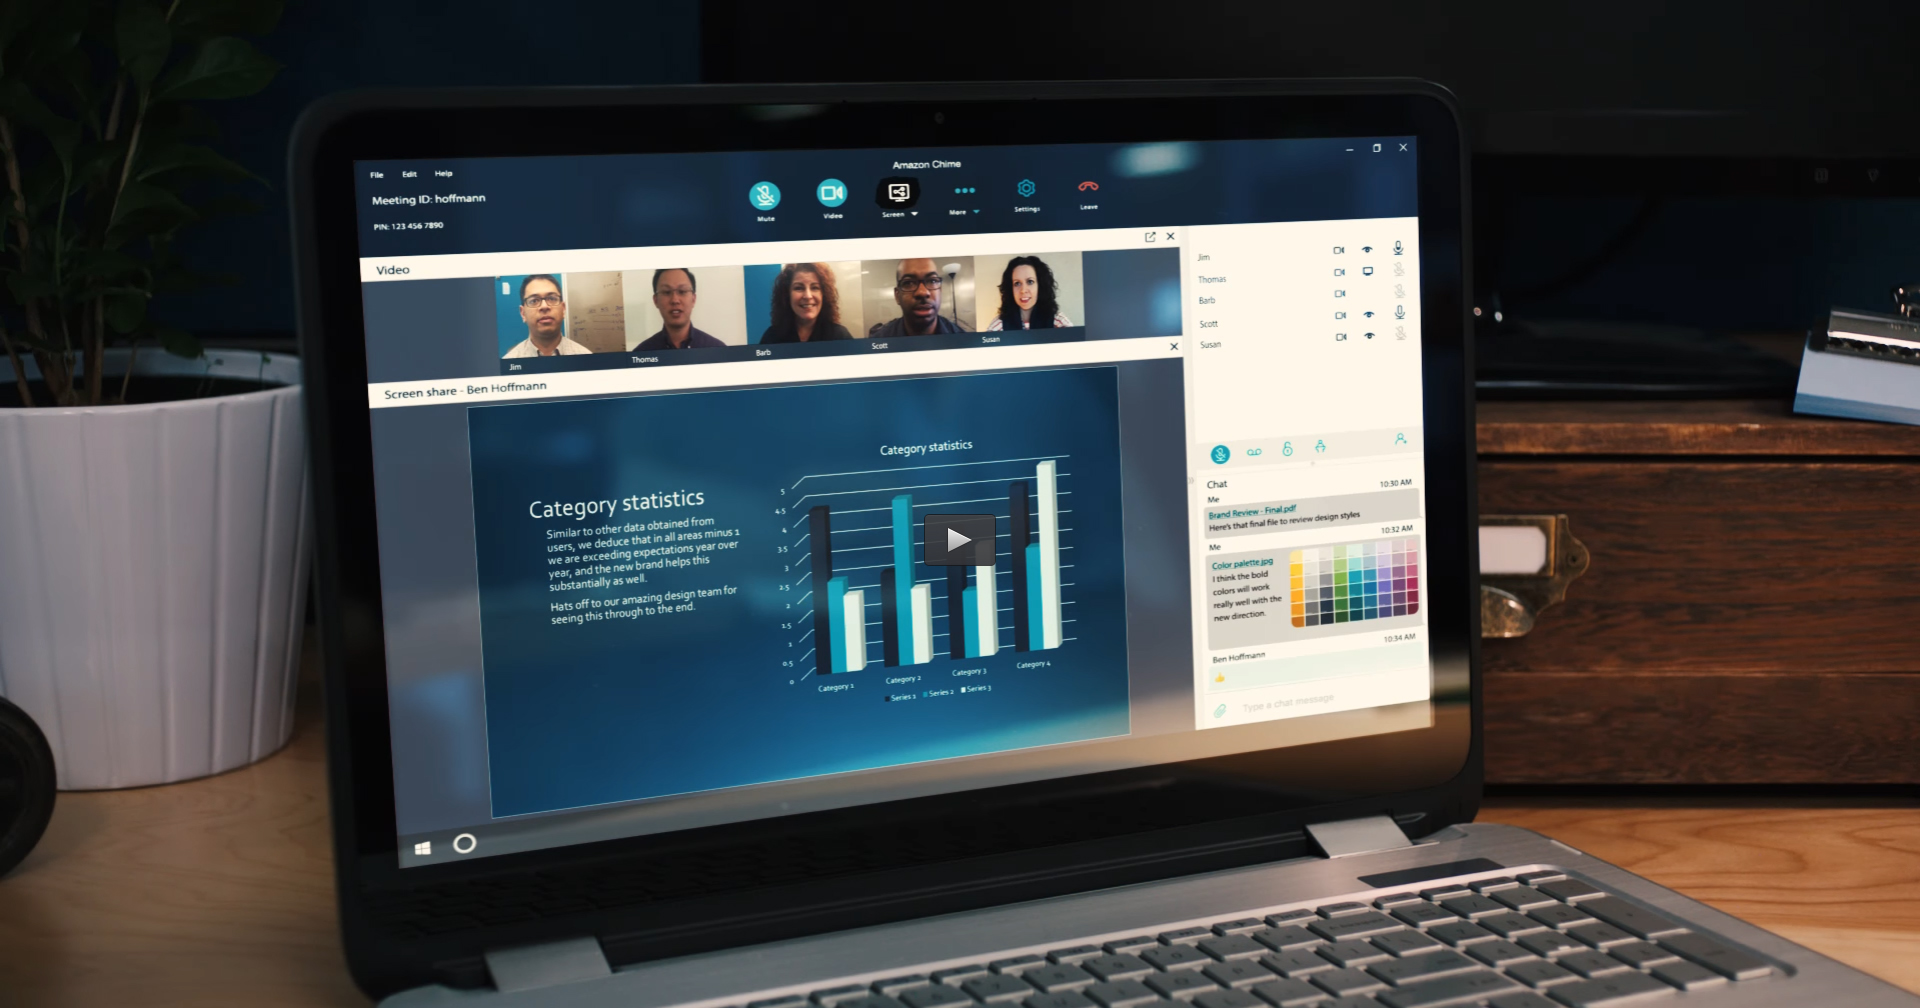 Amazon Chime
File Edit Help
Meeting ID: hoffmann
PIN: 123 456 7890
Mute Video Screen More Settings Leave
Video
Jim Thomas Barb Scott Susan
Screen share - Ben Hoffmann
Category statistics
Similar to other data obtained from
users, we deduce that in all areas minus 1
we are exceeding expectations year over
year, and the new brand helps this
substantially as well.
Hats off to our amazing design team for
seeing this through to the end.
Category statistics
5
4.5
4
3.5
3
2.5
2
1.5
1
0.5
0
Category 1 Category 2 Category 3 Category 4
Series 1 Series 2 Series 3
Jim
Thomas
Barb
Scott
Susan
Chat
10:30 AM
Me
Brand Review - Final.pdf
Here's that final file to review design styles
10:32 AM
Me
Color palette.jpg
I think the bold
colors will work
really well with the
new direction.
10:34 AM
Ben Hoffmann
Type a chat message